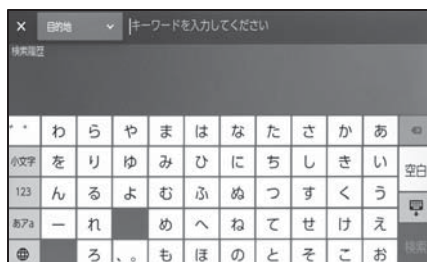 × 目的地 キーワードを入力してください
検索履歴
゛゜ わ ら や ま は な た さ か あ
小文字 を り ゆ み ひ に ち し き い 空白
123 ん る よ む ふ ぬ つ す く う
あ7a ー れ め へ ね て せ け え
ろ 、。 も ほ の と そ こ お 検索